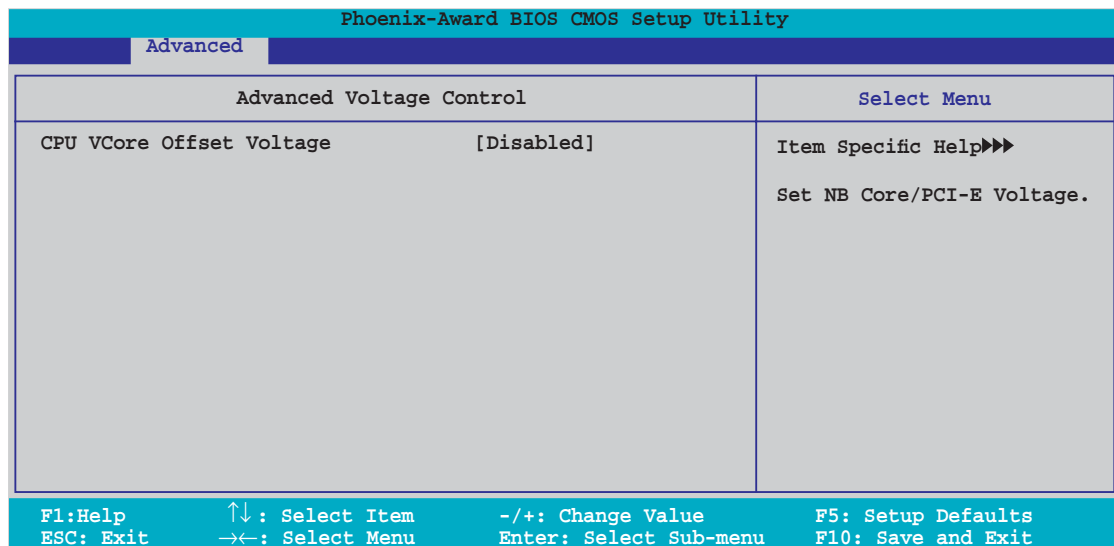 Phoenix-Award BIOS CMOS Setup Utility
Advanced
Advanced Voltage Control
Select Menu
CPU VCore Offset Voltage [Disabled]
Item Specific Help▶▶▶
Set NB Core/PCI-E Voltage.
F1:Help ↑↓: Select Item -/+: Change Value F5: Setup Defaults
ESC: Exit →←: Select Menu Enter: Select Sub-menu F10: Save and Exit